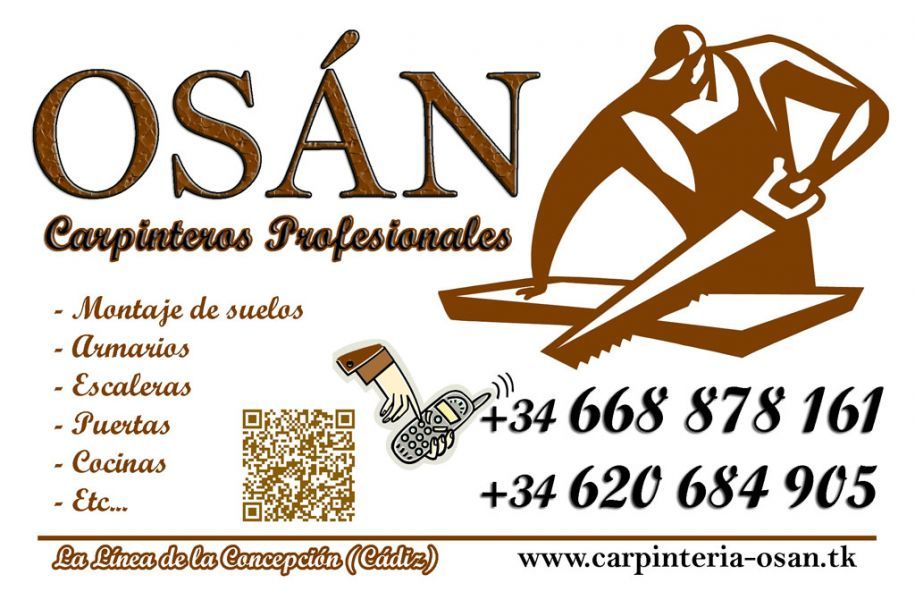 OSÁN
Carpinteros Profesionales
- Montaje de suelos
- Armarios
- Escaleras
- Puertas
- Cocinas
- Etc...
+34 668 878 161
+34 620 684 905
La Línea de la Concepción (Cádiz)
www.carpinteria-osan.tk